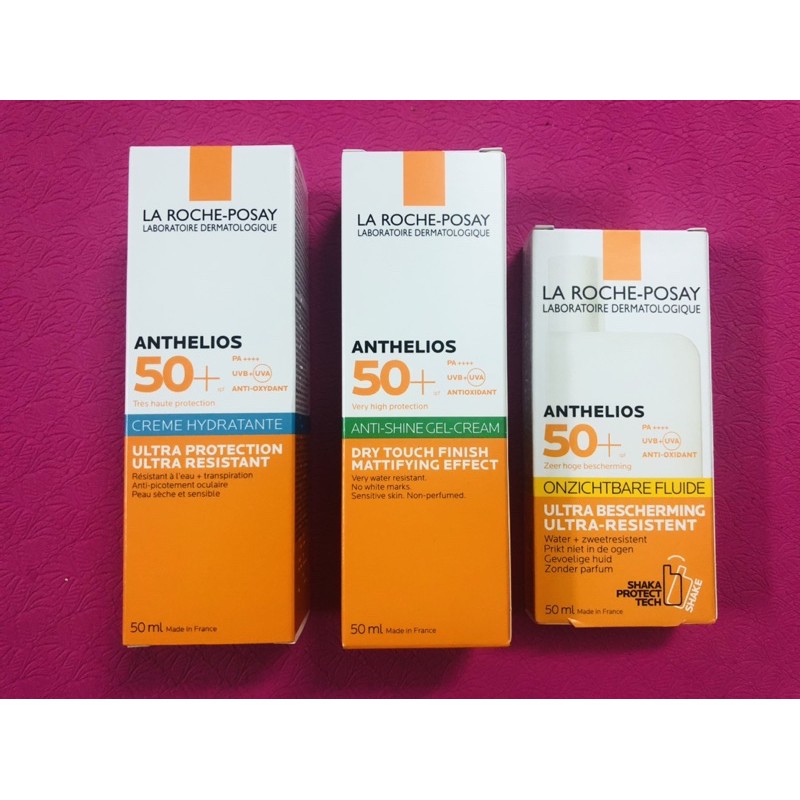 LA ROCHE-POSAY
LABORATOIRE DERMATOLOGIQUE
ANTHELIOS
50+
PA ++++
UVB + UVA
ANTI-OXYDANT
Très haute protection
CREME HYDRATANTE
ULTRA PROTECTION
ULTRA RESISTANT
Résistant à l'eau + transpiration
Anti-picotement oculaire
Peau sèche et sensible
50 ml Made in France
LA ROCHE-POSAY
LABORATOIRE DERMATOLOGIQUE
ANTHELIOS
50+
PA ++++
UVB + UVA
ANTIOXIDANT
Very high protection
ANTI-SHINE GEL-CREAM
DRY TOUCH FINISH
MATTIFYING EFFECT
Very water resistant.
No white marks.
Sensitive skin. Non-perfumed.
50 ml Made in France
LA ROCHE-POSAY
LABORATOIRE DERMATOLOGIQUE
ANTHELIOS
50+
PA ++++
UVB + UVA
ANTI-OXIDANT
Zeer hoge bescherming
ONZICHTBARE FLUIDE
ULTRA BESCHERMING
ULTRA-RESISTENT
Water + zweetresistent
Prikt niet in de ogen
Gevoelige huid
Zonder parfum
SHAKA
PROTECT
TECH
SHAKE
50 ml Made in France